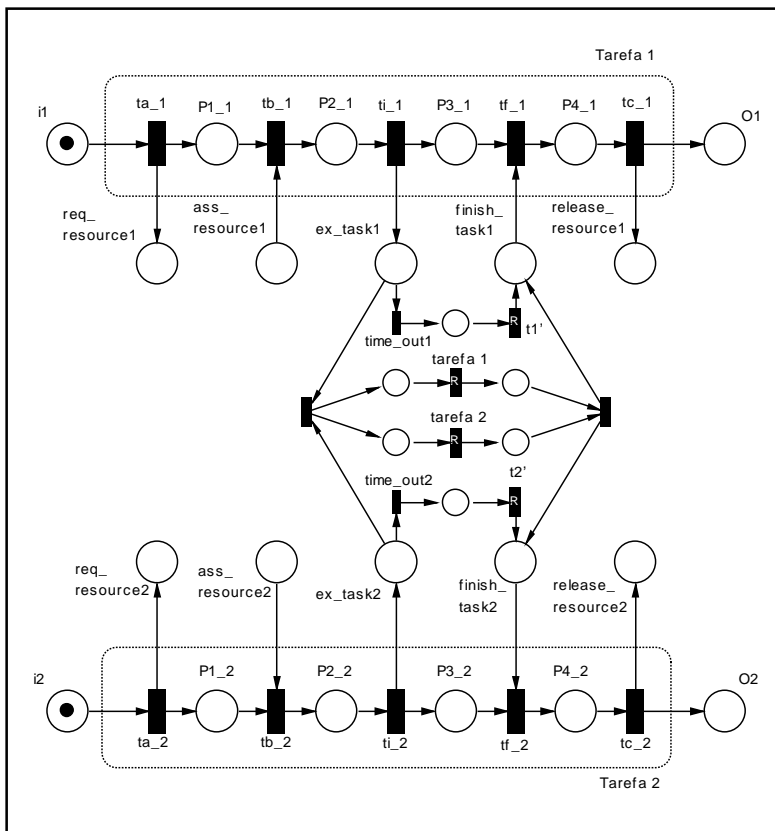 Tarefa 1
i1
ta_1
P1_1
tb_1
P2_1
ti_1
P3_1
tf_1
P4_1
tc_1
O1
req_
resource1
ass_
resource1
ex_task1
finish_
task1
release_
resource1
time_out1
R
t1’
tarefa 1
R
tarefa 2
R
time_out2
t2’
R
req_
resource2
ass_
resource2
ex_task2
finish_
task2
release_
resource2
i2
P1_2
P2_2
P3_2
P4_2
O2
ta_2
tb_2
ti_2
tf_2
tc_2
Tarefa 2